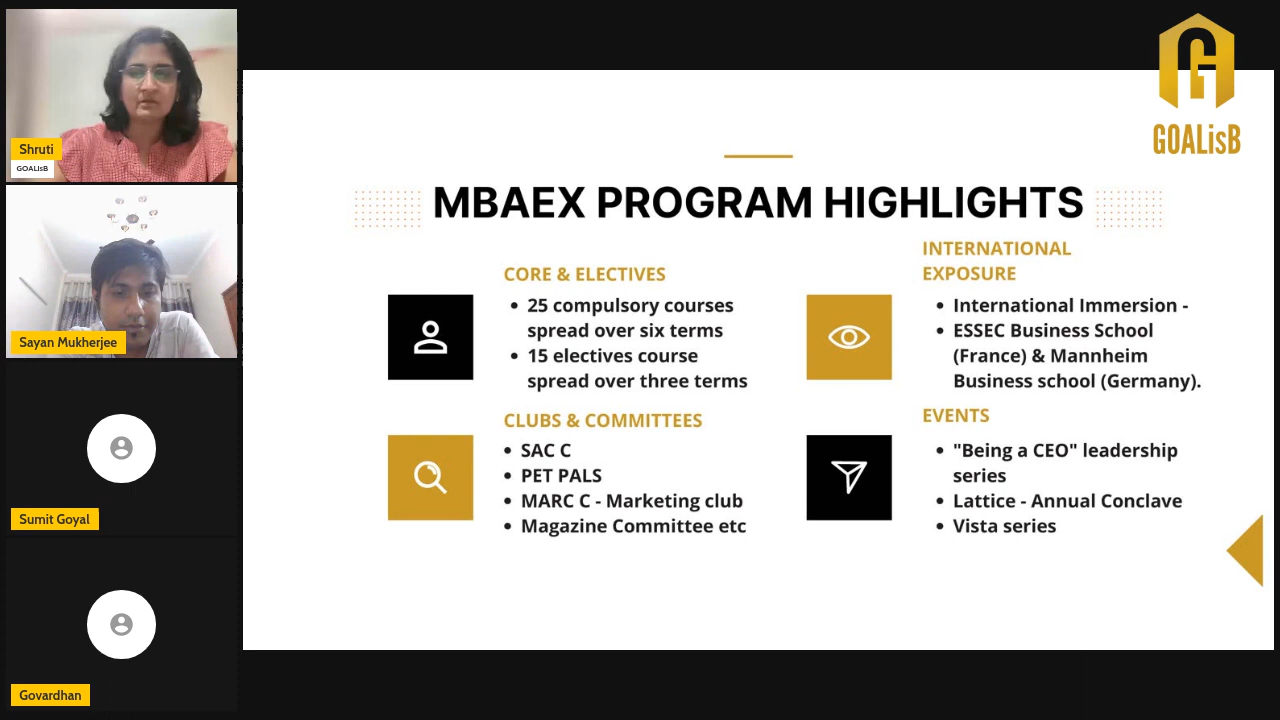 Shruti
GOALisB
Sayan Mukherjee
Sumit Goyal
Govardhan
GOALisB
MBAEX PROGRAM HIGHLIGHTS
CORE & ELECTIVES
• 25 compulsory courses
spread over six terms
• 15 electives course
spread over three terms
INTERNATIONAL
EXPOSURE
• International Immersion -
• ESSEC Business School
(France) & Mannheim
Business school (Germany).
CLUBS & COMMITTEES
• SAC C
• PET PALS
• MARC C - Marketing club
• Magazine Committee etc
EVENTS
• "Being a CEO" leadership
series
• Lattice - Annual Conclave
• Vista series